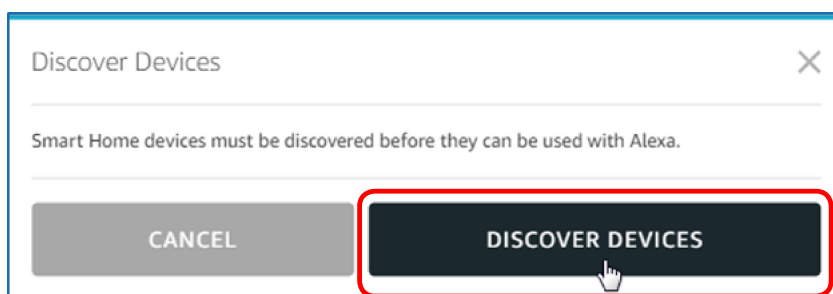 Discover Devices
Smart Home devices must be discovered before they can be used with Alexa.
CANCEL
DISCOVER DEVICES